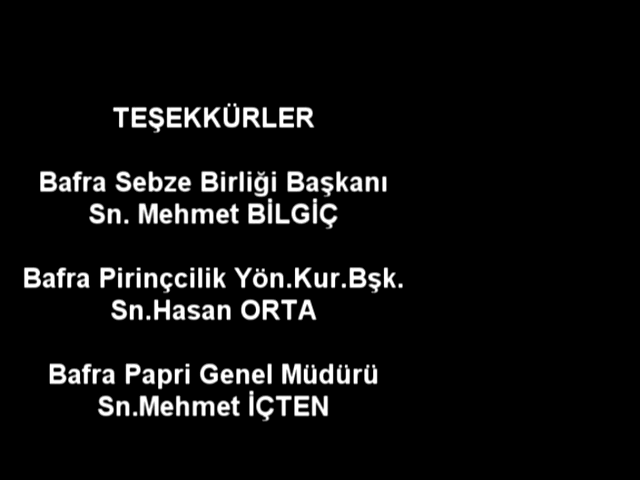 TEŞEKKÜRLER
Bafra Sebze Birliği Başkanı
Sn. Mehmet BİLGİÇ
Bafra Pirinçcilik Yön.Kur.Bşk.
Sn.Hasan ORTA
Bafra Papri Genel Müdürü
Sn.Mehmet İÇTEN